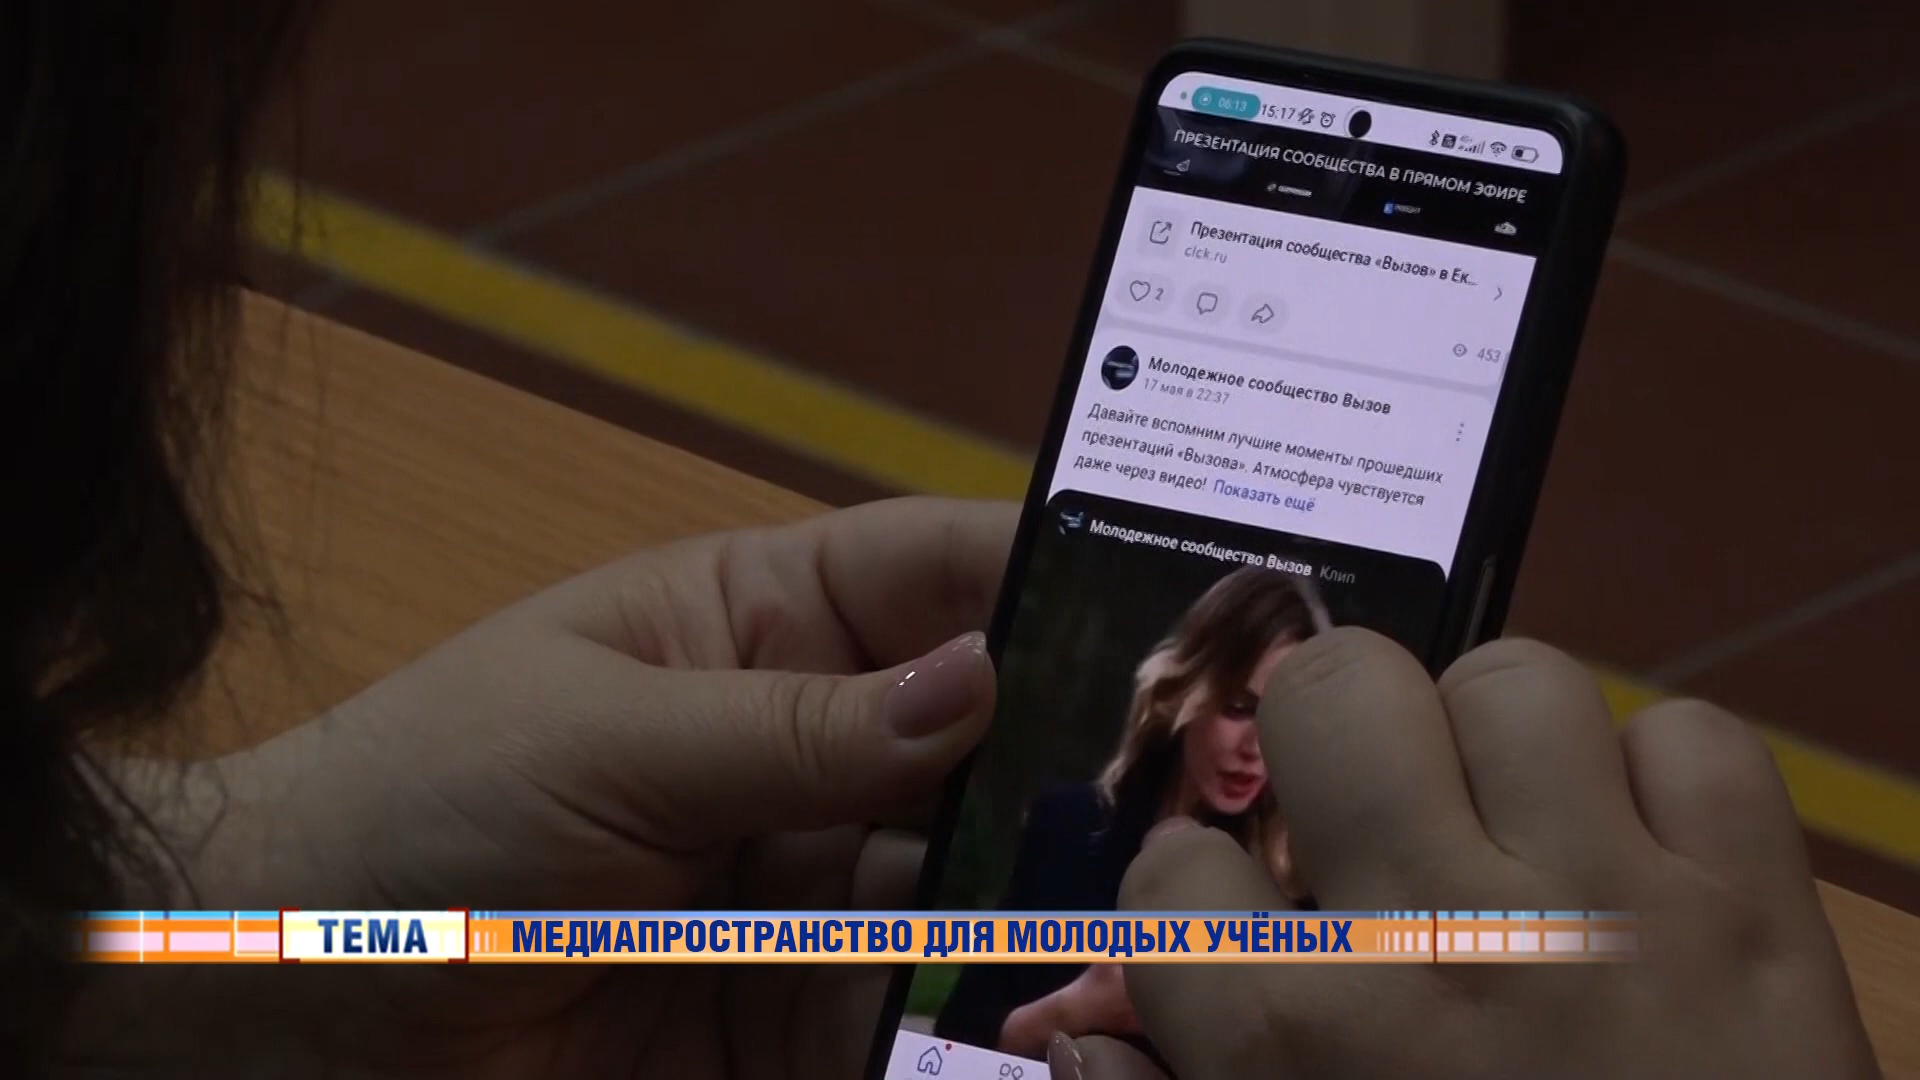 06:13 15:17
ПРЕЗЕНТАЦИЯ СООБЩЕСТВА В ПРЯМОМ ЭФИРЕ
Презентация сообщества «Вызов» в Ек...
clck.ru
2
453
Молодежное сообщество Вызов
17 мая в 22:37
Давайте вспомним лучшие моменты прошедших
презентаций «Вызова». Атмосфера чувствуется
даже через видео! Показать ещё
Молодежное сообщество Вызов Клип
ТЕМА МЕДИАПРОСТРАНСТВО ДЛЯ МОЛОДЫХ УЧЁНЫХ